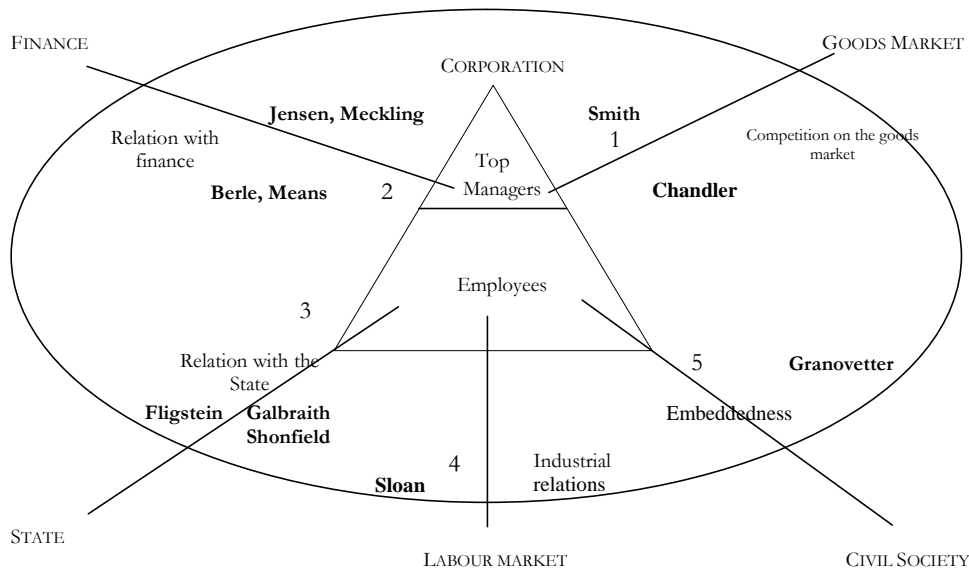 FINANCE
GOODS MARKET
CORPORATION
Jensen, Meckling
Smith
1
Relation with
finance
Competition on the goods
market
Top
Managers
Berle, Means
2
Chandler
Employees
3
Relation with the
State
5
Granovetter
Fligstein
Galbraith
Shonfield
Embeddedness
4
Industrial
relations
Sloan
STATE
LABOUR MARKET
CIVIL SOCIETY